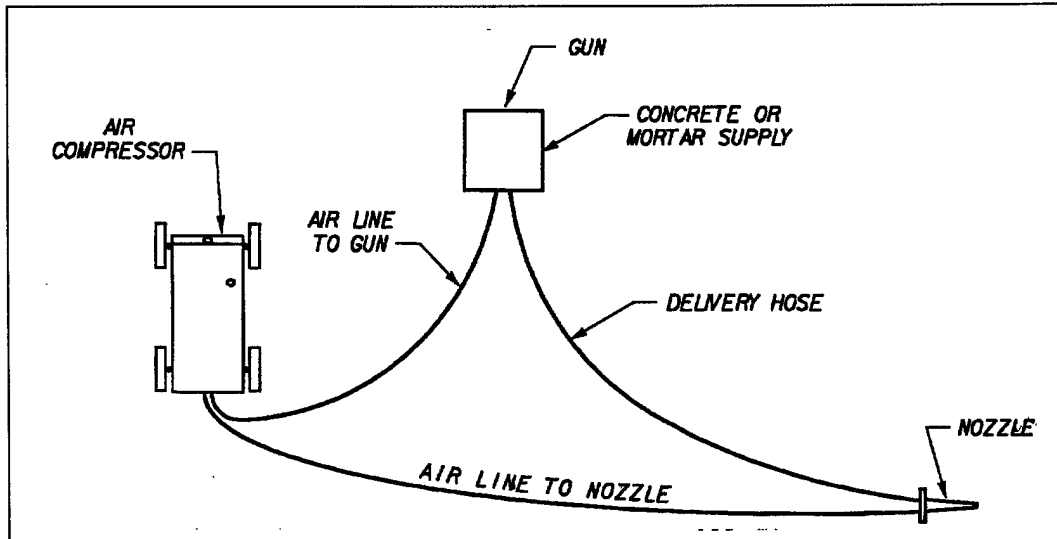 GUN
CONCRETE OR
MORTAR SUPPLY
AIR
COMPRESSOR
AIR LINE
TO GUN
DELIVERY HOSE
NOZZLE
AIR LINE TO NOZZLE